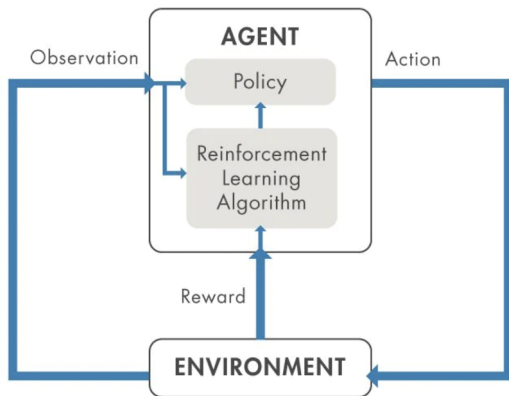 AGENT
Observation
Action
Policy
Reinforcement
Learning
Algorithm
Reward
ENVIRONMENT